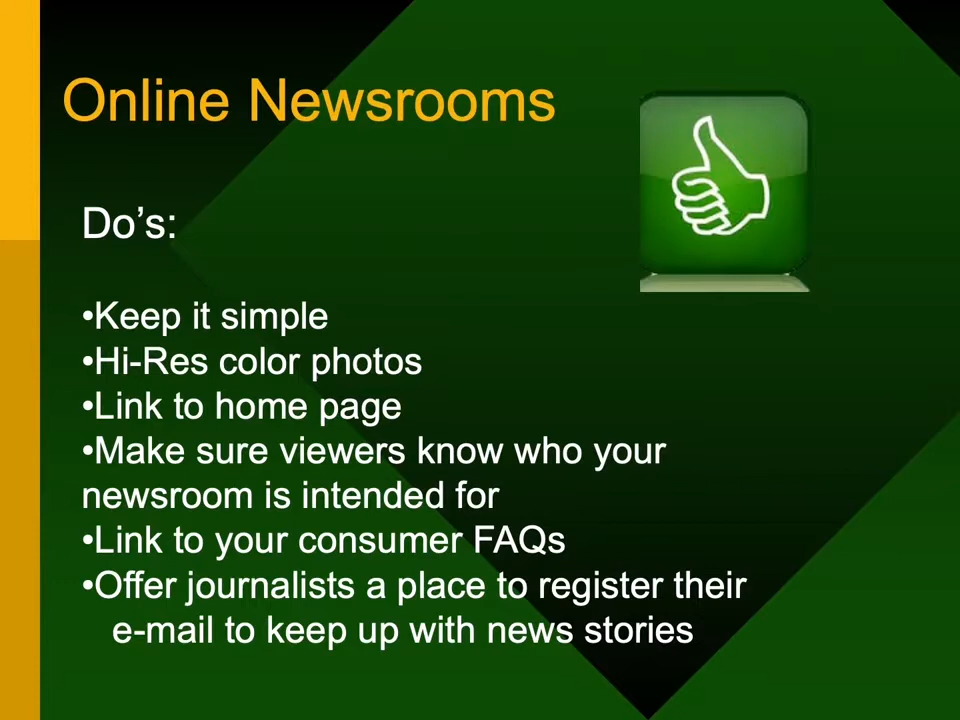 Online Newsrooms
Do’s:
•Keep it simple
•Hi-Res color photos
•Link to home page
•Make sure viewers know who your
newsroom is intended for
•Link to your consumer FAQs
•Offer journalists a place to register their
e-mail to keep up with news stories